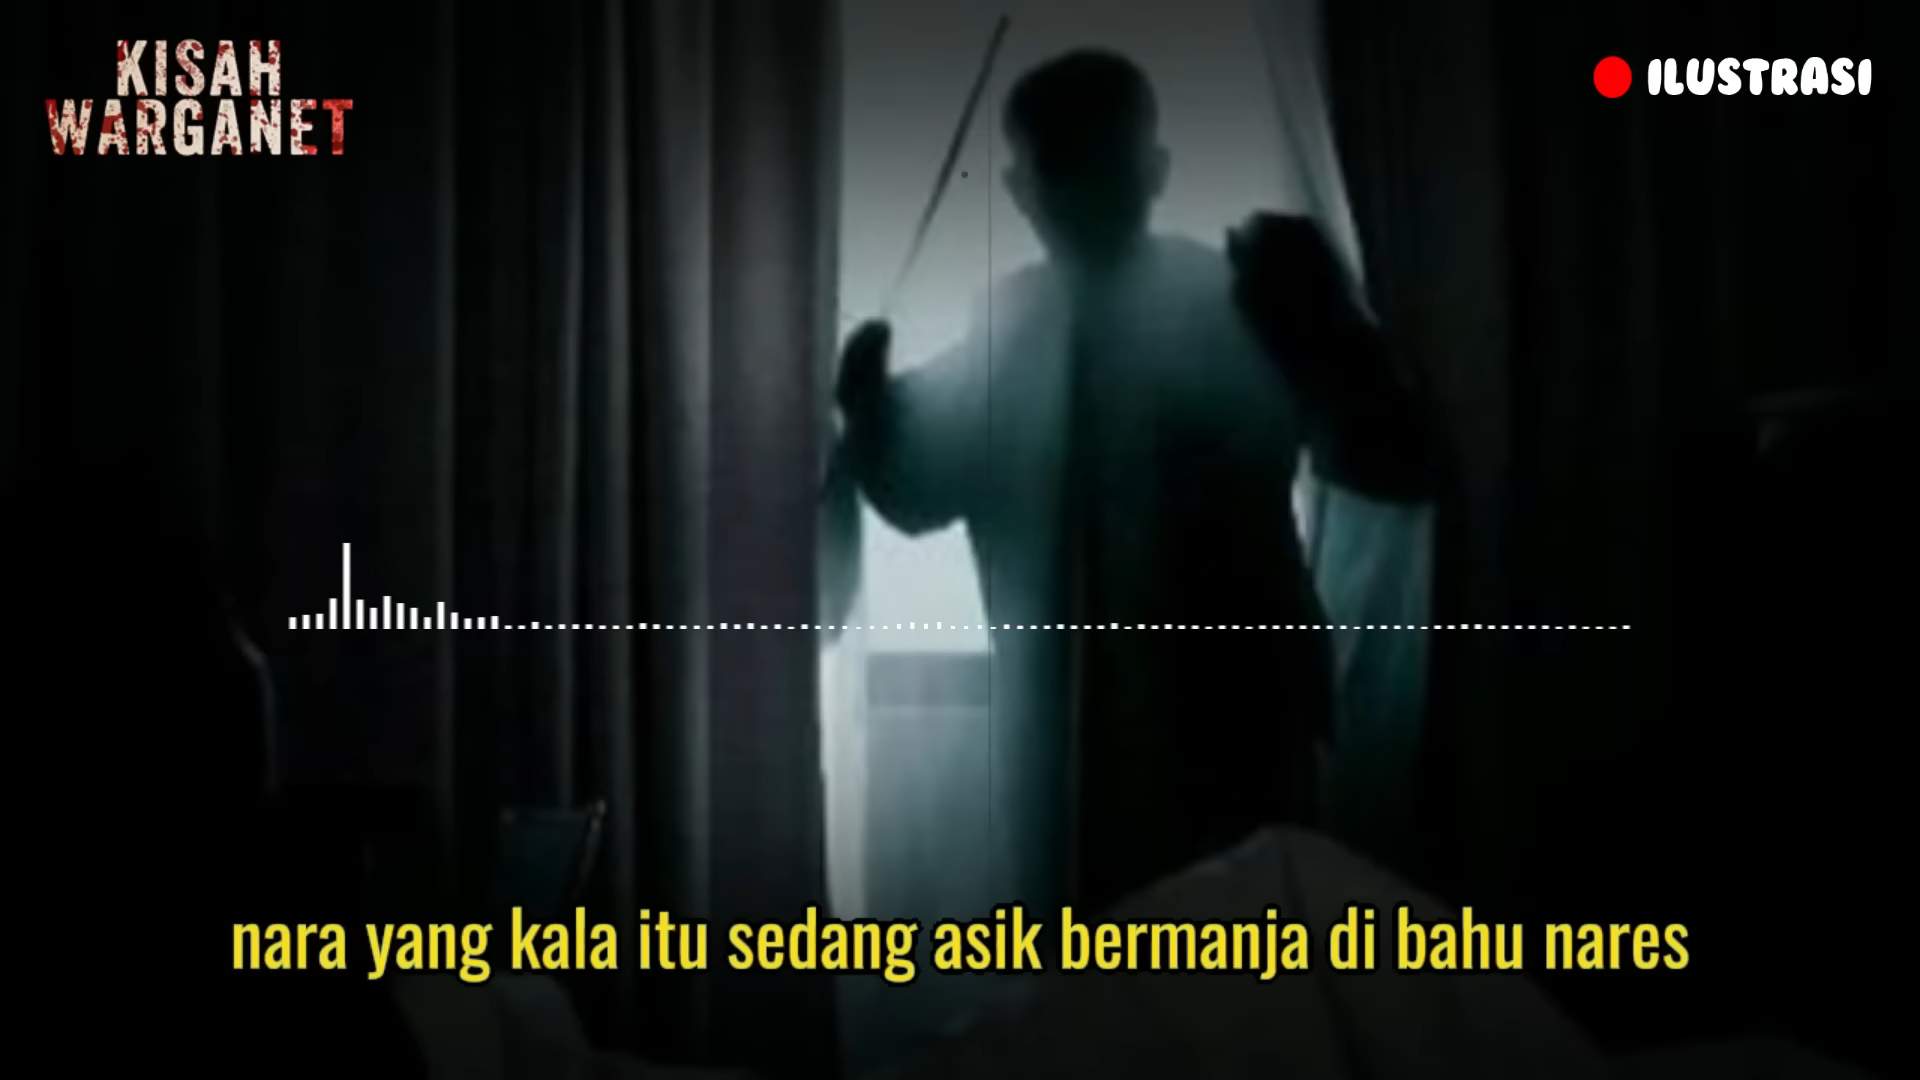 KISAH
WARGANET
ILUSTRASI
nara yang kala itu sedang asik bermanja di bahu nares